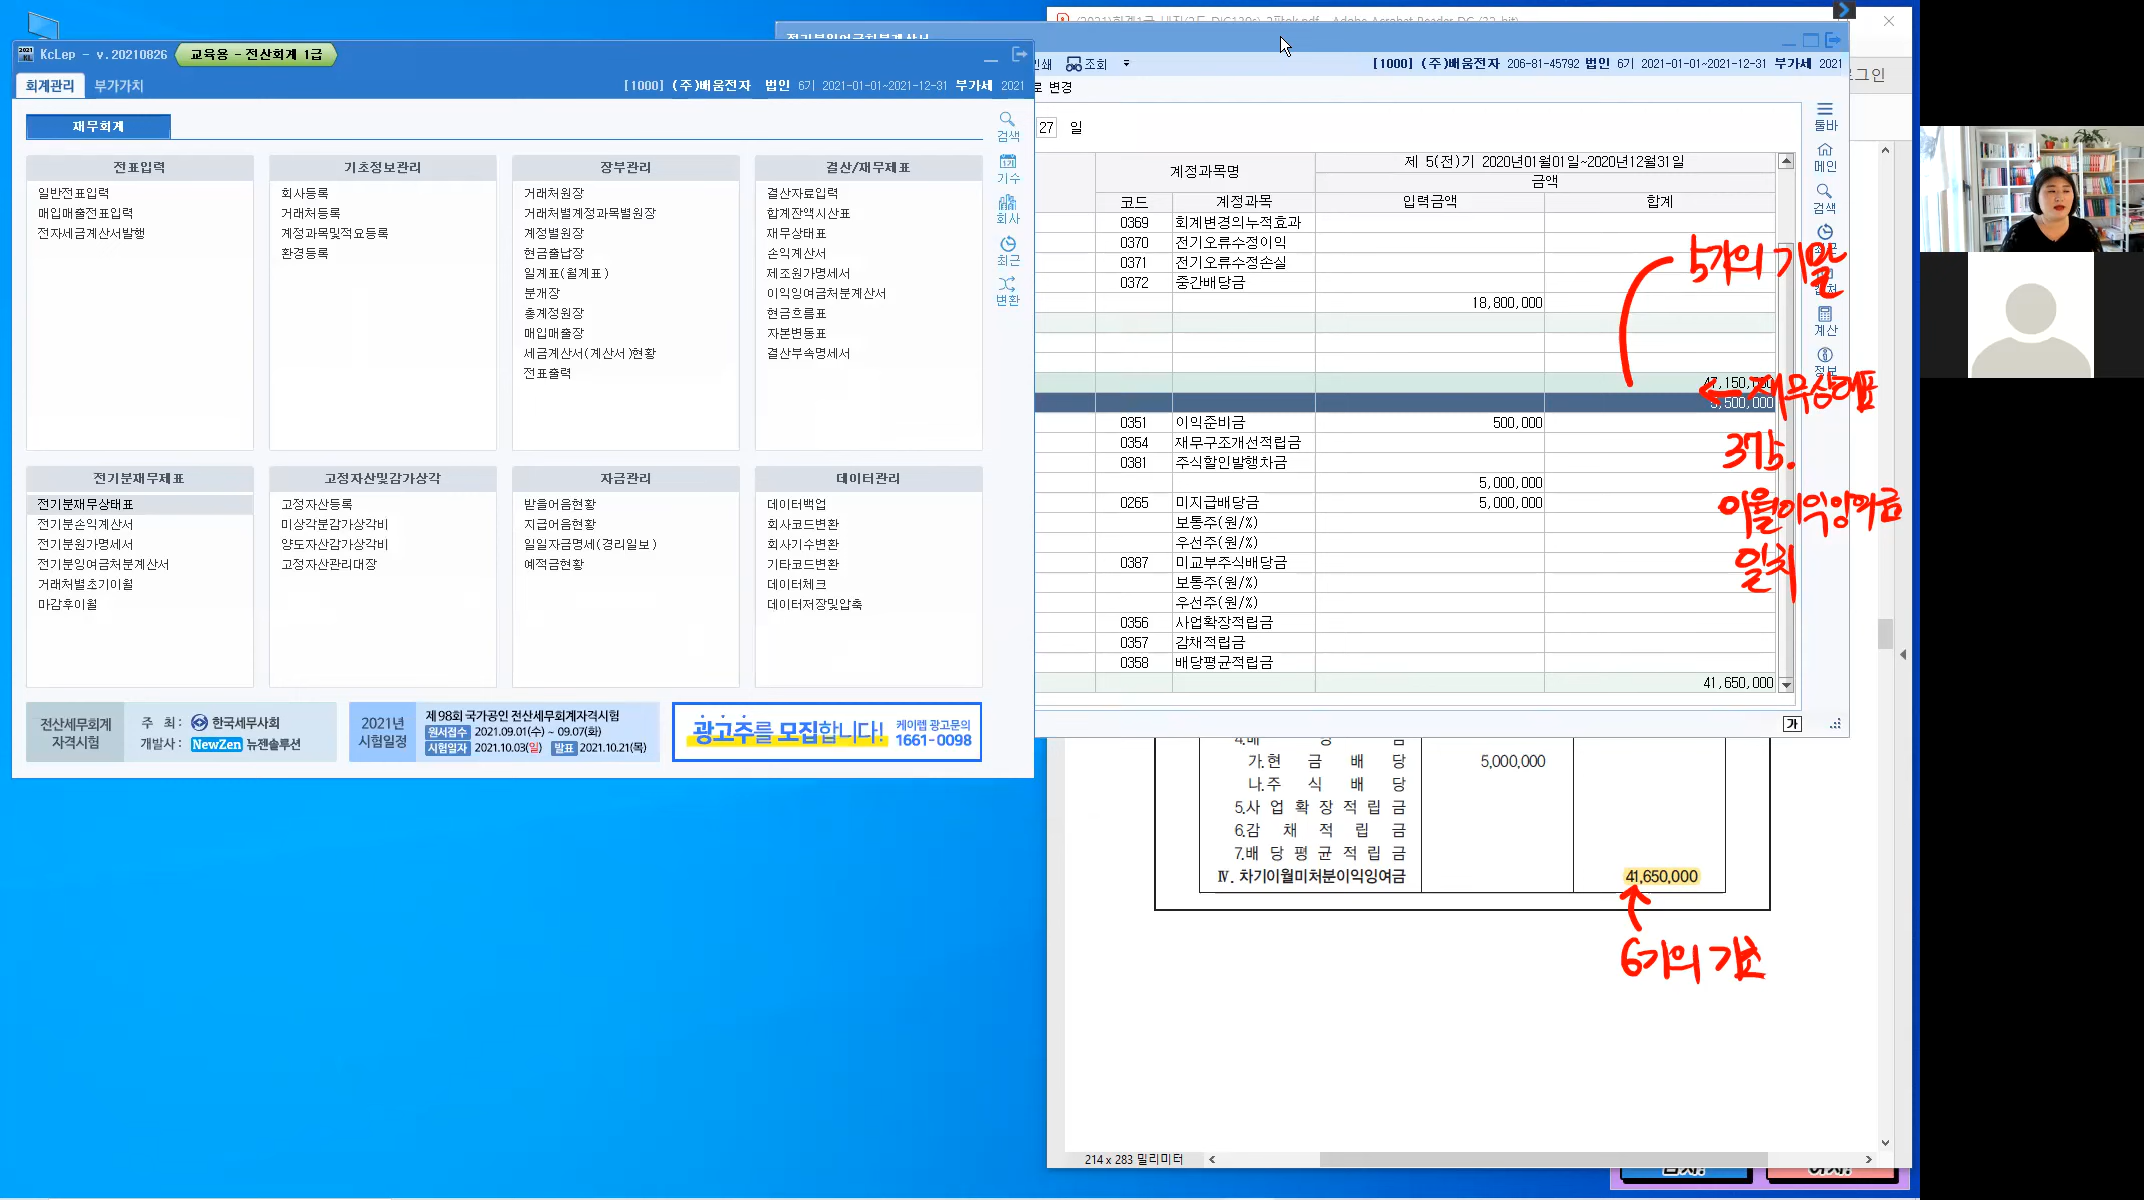 KcLep - v.20210826
교육용 - 전산회계 1급
회계관리
부가가치
[1000] (주)배움전자 법인 6기 2021-01-01~2021-12-31 부가세 2021
재무회계
전표입력
일반전표입력
매입매출전표입력
전자세금계산서발행
기초정보관리
회사등록
거래처등록
계정과목및적요등록
환경등록
장부관리
거래처원장
거래처별계정과목별원장
계정별원장
현금출납장
일계표(월계표)
분개장
총계정원장
매입매출장
세금계산서(계산서)현황
전표출력
결산/재무제표
결산자료입력
합계잔액시산표
재무상태표
손익계산서
제조원가명세서
이익잉여금처분계산서
현금흐름표
자본변동표
결산부속명세서
검색
기수
회사
최근
변환
전기분재무제표
전기분재무상태표
전기분손익계산서
전기분원가명세서
전기분잉여금처분계산서
거래처별초기이월
마감후이월
고정자산및감가상각
고정자산등록
미상각분감가상각비
양도자산감가상각비
고정자산관리대장
자금관리
받을어음현황
지급어음현황
일일자금명세(경리일보)
예적금현황
데이터관리
데이터백업
회사코드변환
회사기수변환
기타코드변환
데이터체크
데이터저장및압축
전산세무회계
자격시험
주 최: 한국세무사회
개발사: NewZen 뉴젠솔루션
2021년
시험일정
제98회 국가공인 전산세무회계자격시험
원서접수 2021.09.01(수) ~ 09.07(화)
시험일자 2021.10.03(일) 발표 2021.10.21(목)
광고주를 모집합니다!
케이렙 광고문의
1661-0098
조회
[1000] (주)배움전자 206-81-45792 법인 6기 2021-01-01~2021-12-31 부가세 2021
변경
27 일
계정과목명
제 5(전)기 2020년01월01일~2020년12월31일
금액
코드 계정과목 입력금액 합계
0369 회계변경의누적효과
0370 전기오류수정이익
0371 전기오류수정손실
0372 중간배당금
18,800,000
0351 이익준비금 500,000
0354 재무구조개선적립금
0381 주식할인발행차금
5,000,000
0265 미지급배당금 5,000,000
보통주(원/%)
우선주(원/%)
0387 미교부주식배당금
보통주(원/%)
우선주(원/%)
0356 사업확장적립금
0357 감채적립금
0358 배당평균적립금
41,650,000
가
툴바
메인
검색
계산
재무상태표
375.
이월이익잉여금
일치
가.현 금 배 당 5,000,000
나.주 식 배 당
5.사 업 확 장 적 립 금
6.감 채 적 립 금
7.배 당 평 균 적 립 금
Ⅳ. 차기이월미처분이익잉여금 41,650,000
6기의 기초
214 x 283 밀리미터